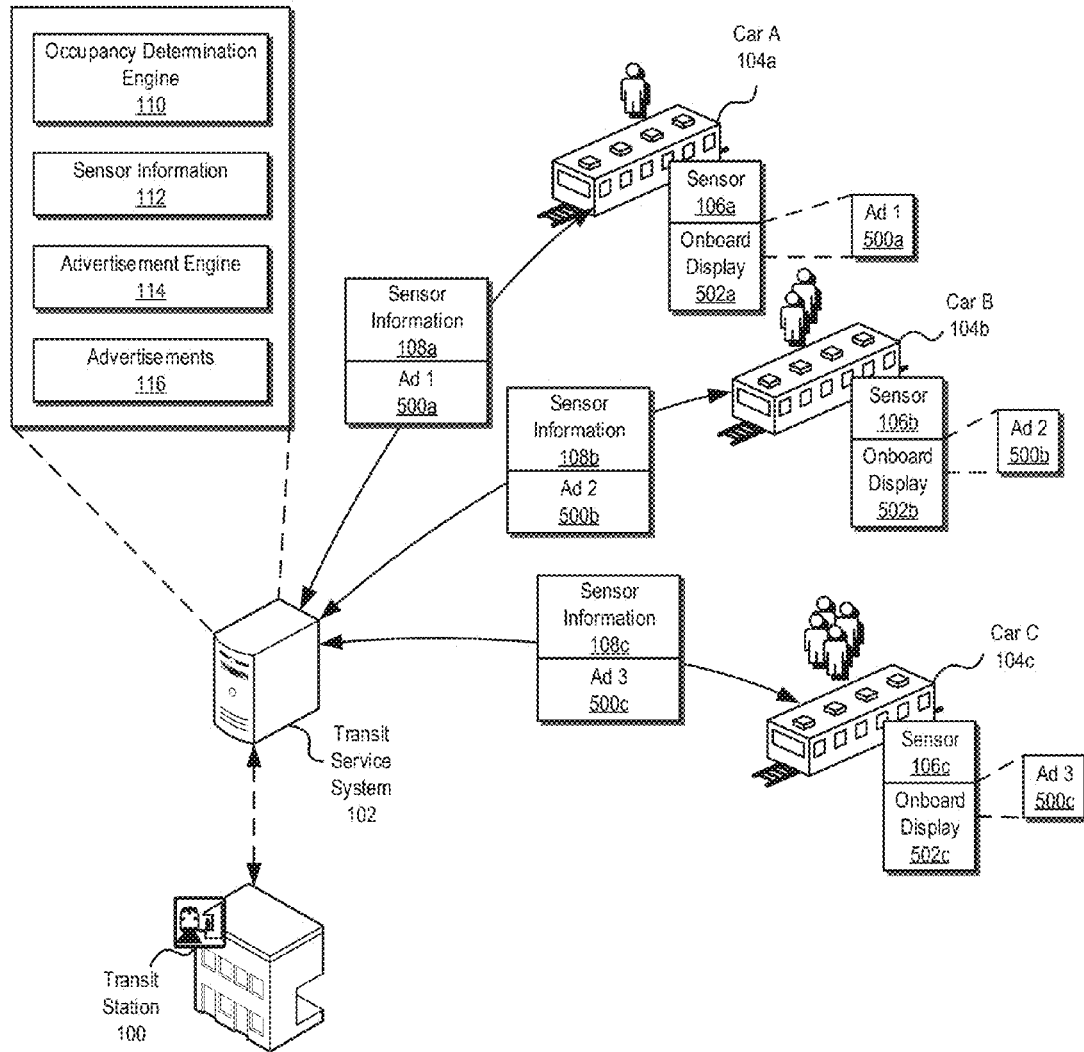 Occupancy Determination
Engine
110
Sensor Information
112
Advertisement Engine
114
Advertisements
116
Car A
104a
Sensor
106a
Onboard
Display
502a
Ad 1
500a
Sensor
Information
108a
Ad 1
500a
Car B
104b
Sensor
106b
Onboard
Display
502b
Ad 2
500b
Sensor
Information
108b
Ad 2
500b
Sensor
Information
108c
Ad 3
500c
Car C
104c
Sensor
106c
Onboard
Display
502c
Ad 3
500c
Transit
Service
System
102
Transit
Station
100